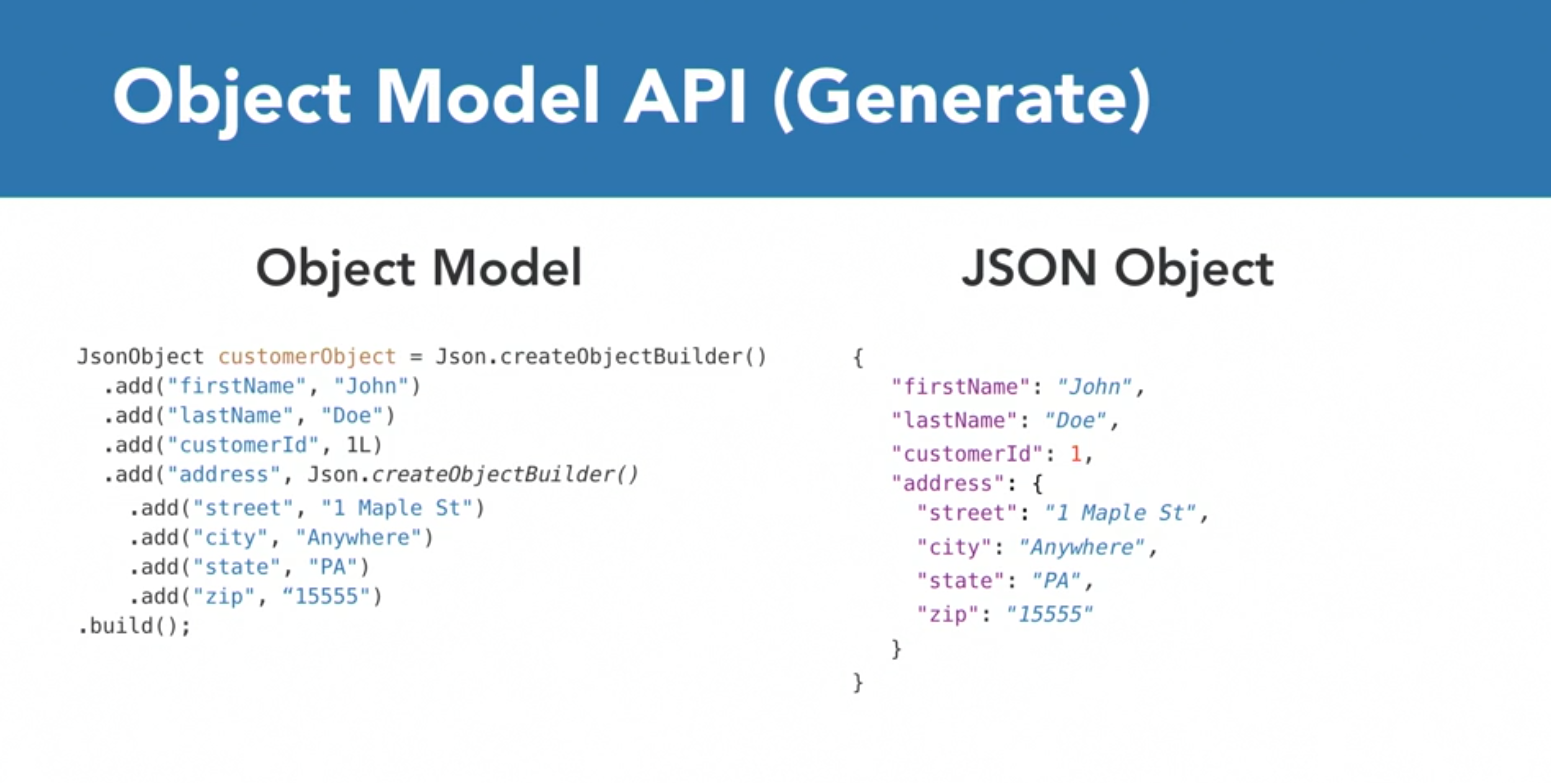 Object Model API (Generate)
Object Model
JsonObject customerObject = Json.createObjectBuilder()
.add("firstName", "John")
.add("lastName", "Doe")
.add("customerId", 1L)
.add("address", Json.createObjectBuilder()
.add("street", "1 Maple St")
.add("city", "Anywhere")
.add("state", "PA")
.add("zip", “15555")
.build();
JSON Object
{
"firstName": "John",
"lastName": "Doe",
"customerId": 1,
"address": {
"street": "1 Maple St",
"city": "Anywhere",
"state": "PA",
"zip": "15555"
}
}